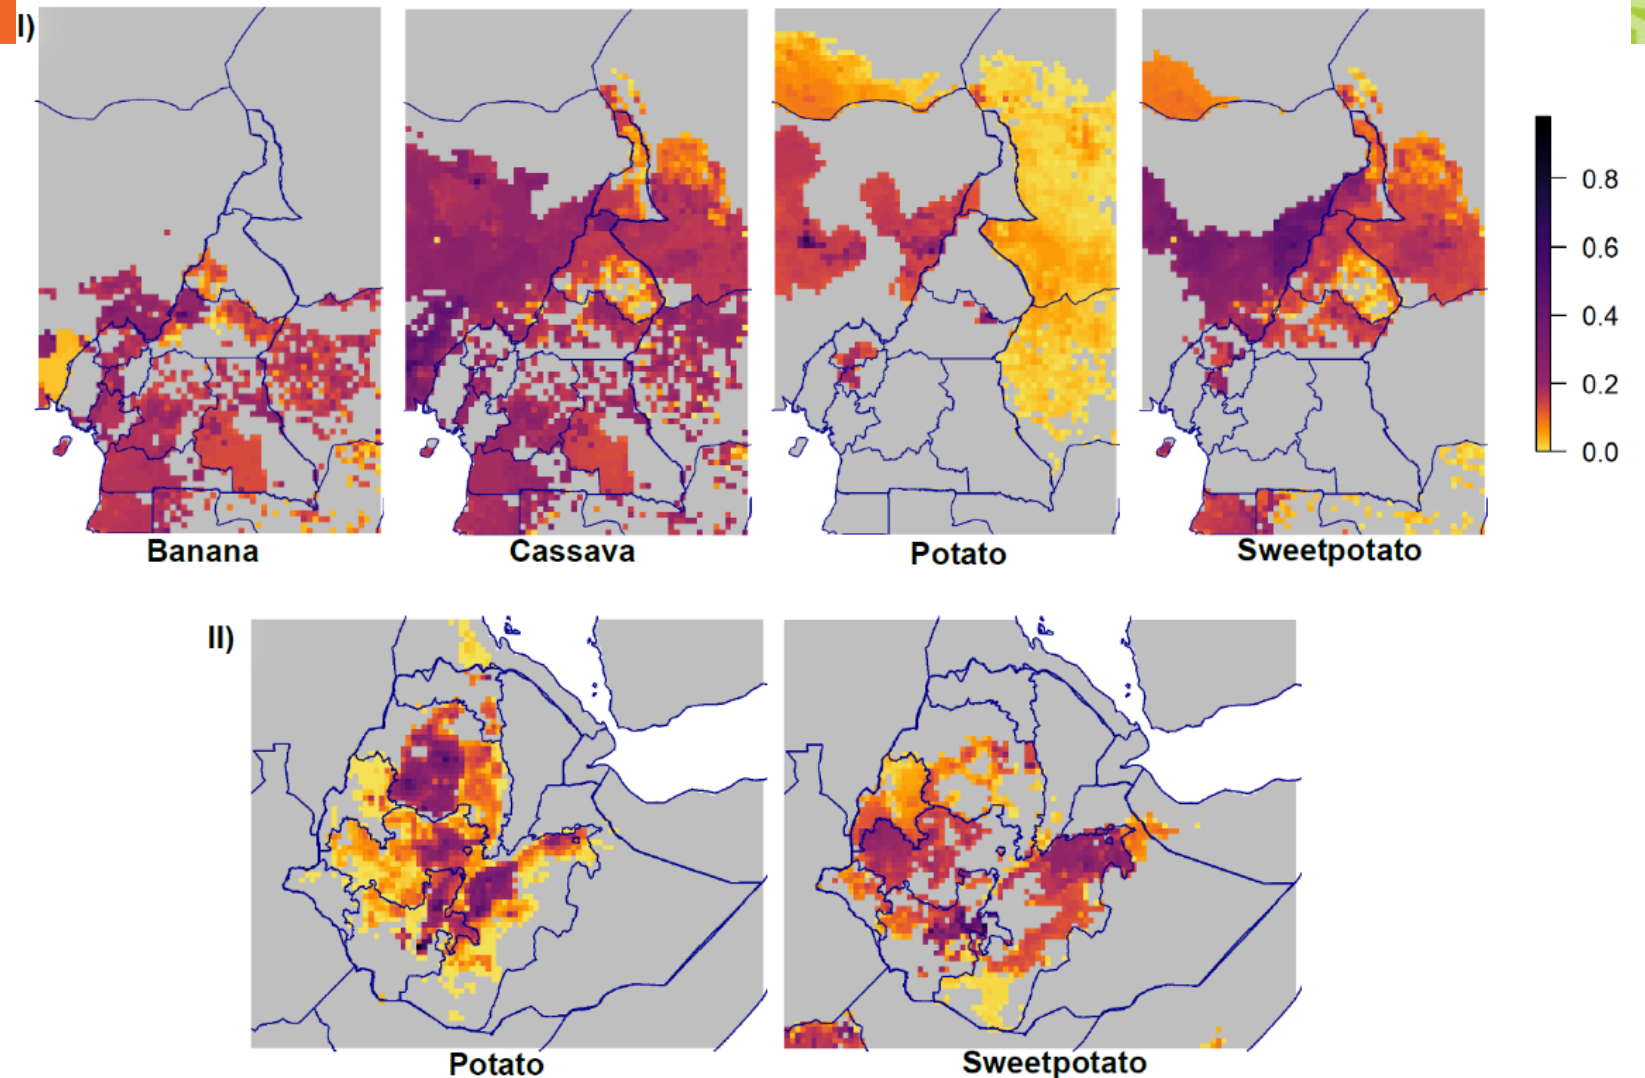 I)
Banana
Cassava
Potato
Sweetpotato
0.8
0.6
0.4
0.2
0.0
II)
Potato
Sweetpotato